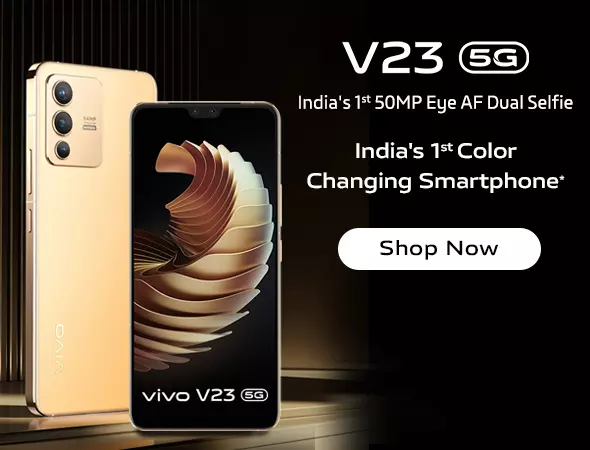 V23 5G
India's 1st 50MP Eye AF Dual Selfie
India's 1st Color
Changing Smartphone*
Shop Now
vivo
vivo V23 5G